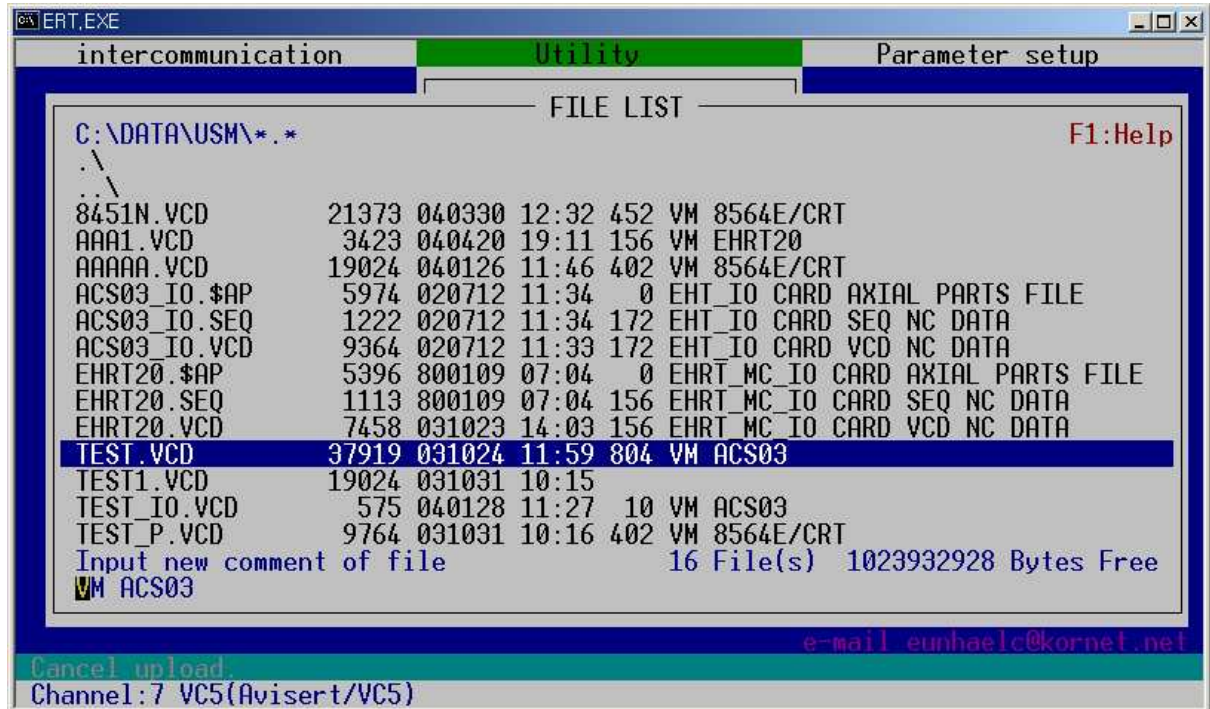 ERT,EXE
intercommunication Utility Parameter setup
FILE LIST
C:\DATA\USM\*.* F1:Help
.\
..\
8451N.VCD 21373 040330 12:32 452 VM 8564E/CRT
AAA1.VCD 3423 040420 19:11 156 VM EHRT20
AAAAA.VCD 19024 040126 11:46 402 VM 8564E/CRT
ACS03_IO.$AP 5974 020712 11:34 0 EHT_IO CARD AXIAL PARTS FILE
ACS03_IO.SEQ 1222 020712 11:34 172 EHT_IO CARD SEQ NC DATA
ACS03_IO.VCD 9364 020712 11:33 172 EHT_IO CARD VCD NC DATA
EHRT20.$AP 5396 800109 07:04 0 EHRT_MC_IO CARD AXIAL PARTS FILE
EHRT20.SEQ 1113 800109 07:04 156 EHRT_MC_IO CARD SEQ NC DATA
EHRT20.VCD 7458 031023 14:03 156 EHRT_MC_IO CARD VCD NC DATA
TEST.VCD 37919 031024 11:59 804 VM ACS03
TEST1.VCD 19024 031031 10:15
TEST_IO.VCD 575 040128 11:27 10 VM ACS03
TEST_P.VCD 9764 031031 10:16 402 VM 8564E/CRT
Input new comment of file 16 File(s) 1023932928 Bytes Free
VM ACS03
e-mail eunhaelc@kornet.net
Cancel upload.
Channel:7 VC5(Avisert/VC5)